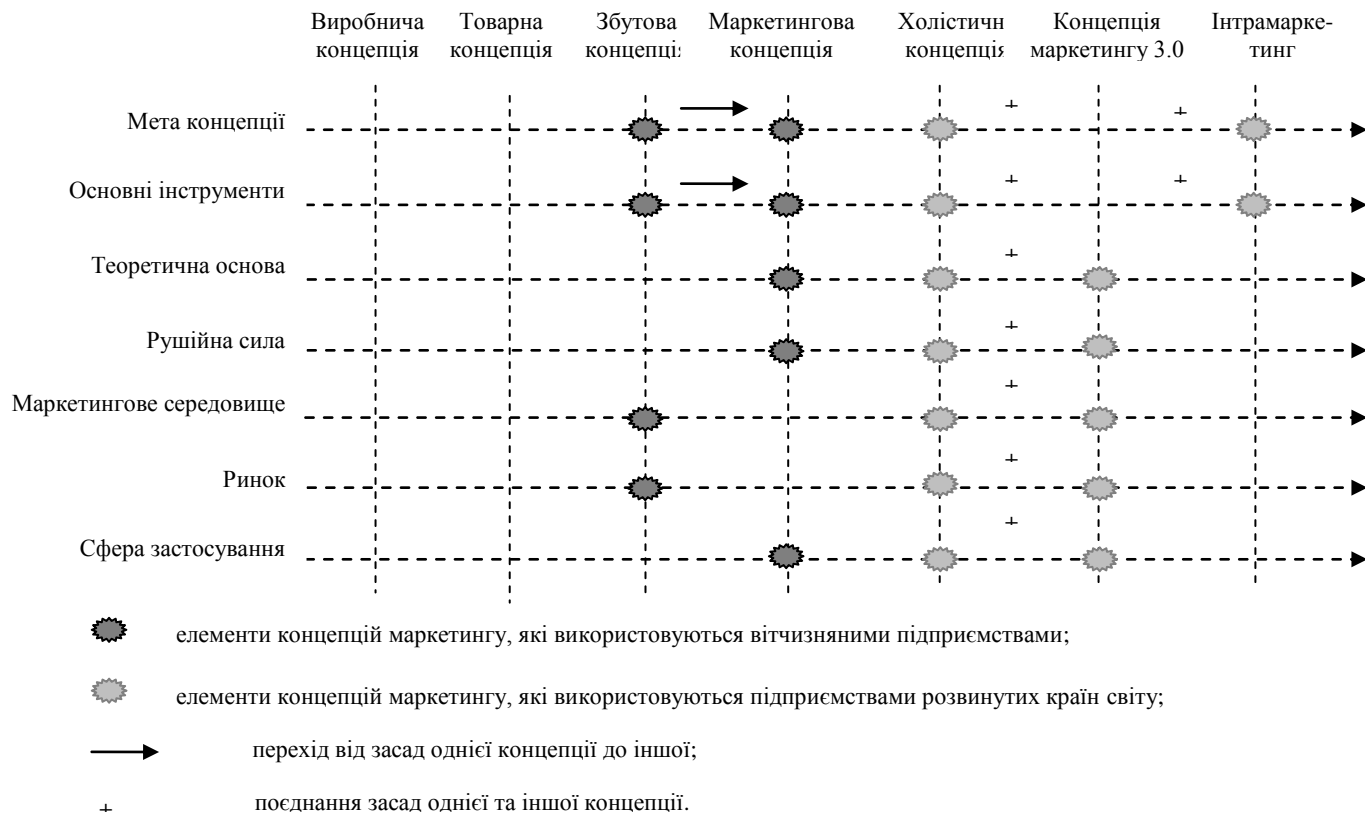 Виробнича концепція
Товарна концепція
Збутова концепція
Маркетингова концепція
Холістичн концепція
Концепція маркетингу 3.0
Інтрамарке-тинг
Мета концепції
Основні інструменти
Теоретична основа
Рушійна сила
Маркетингове середовище
Ринок
Сфера застосування
елементи концепцій маркетингу, які використовуються вітчизняними підприємствами;
елементи концепцій маркетингу, які використовуються підприємствами розвинутих країн світу;
перехід від засад однієї концепції до іншої;
поєднання засад однієї та іншої концепції.